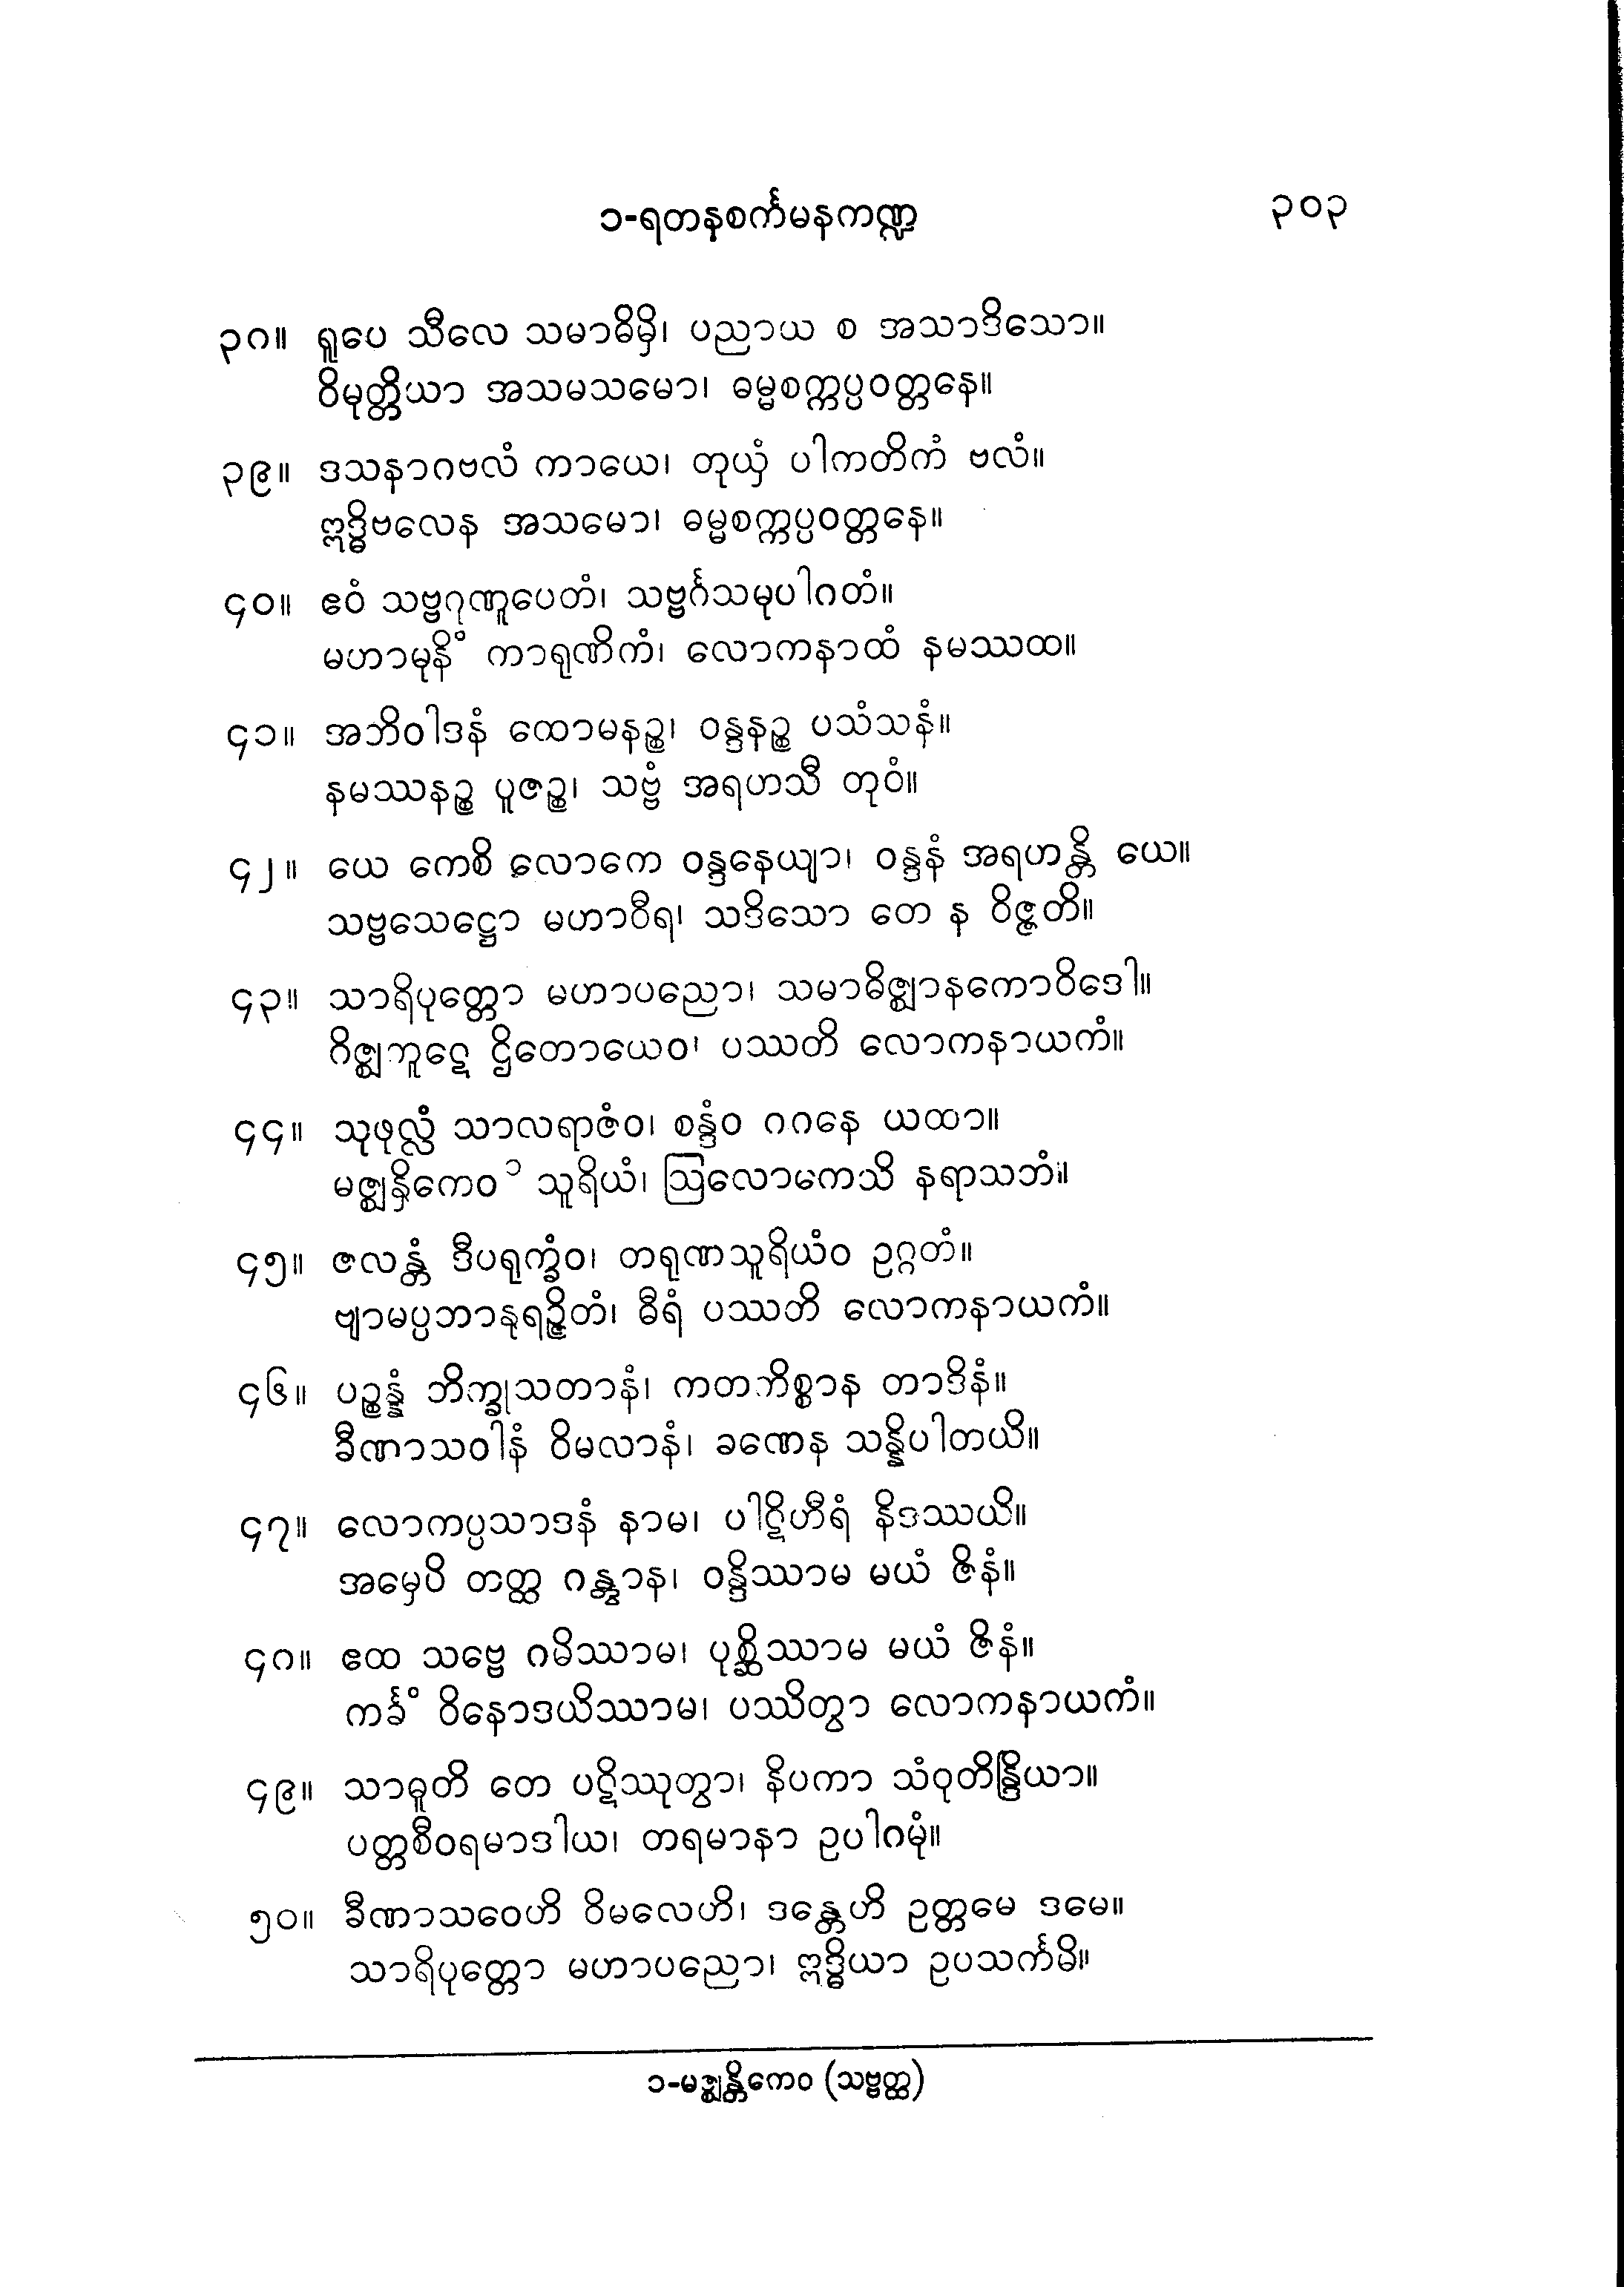 ၁-ရတနစင်္ကမနကဏ္ဍ ၃၀၃
၃၈။ ရူပေ သီလေ သမာဓိမှိ၊ ပညာယ စ အသာဒိသော။
ဝိမုတ္တိယာ အသမသမော၊ ဓမ္မစက္ကပ္ပဝတ္တနေ။
၃၉။ ဒသနာဂဗလံ ကာယေ၊ တုယှံ ပါကတိကံ ဗလံ။
ဣဒ္ဓိဗလေန အသမော၊ ဓမ္မစက္ကပ္ပဝတ္တနေ။
၄၀။ ဧဝံ သဗ္ဗဂုဏူပေတံ၊ သဗ္ဗင်္ဂသမုပါဂတံ။
မဟာမုနိံ ကာရုဏိကံ၊ လောကနာထံ နမဿထ။
၄၁။ အဘိဝါဒနံ ထောမနဉ္စ၊ ဝန္ဒနဉ္စ ပသံသနံ။
နမဿနဉ္စ ပူဇဉ္စ၊ သဗ္ဗံ အရဟသီ တုဝံ။
၄၂။ ယေ ကေစိ လောကေ ဝန္ဒနေယျာ၊ ဝန္ဒနံ အရဟန္တိ ယေ။
သဗ္ဗသေဋ္ဌော မဟာဝီရ၊ သဒိသော တေ န ဝိဇ္ဇတိ။
၄၃။ သာရိပုတ္တော မဟာပညော၊ သမာဓိဇ္ဈာနကောဝိဒေါ။
ဂိဇ္ဈကူဋေ ဌိတောယေဝ၊ ပဿတိ လောကနာယကံ။
၄၄။ သုဖုလ္လံ သာလရာဇံဝ၊ စန္ဒံဝ ဂဂနေ ယထာ။
မဇ္ဈနှိကေဝ ၁ သူရိယံ၊ ဩလောကေသိ နရာသဘံ။
၄၅။ ဇလန္တံ ဒီပရုက္ခံဝ၊ တရုဏသူရိယံဝ ဥဂ္ဂတံ။
ဗျာမပ္ပဘာနုရဉ္ဇိတံ၊ ဓီရံ ပဿတိ လောကနာယကံ။
၄၆။ ပဉ္စန္နံ ဘိက္ခုသတာနံ၊ ကတကိစ္စာန တာဒိနံ။
ခီဏာသဝါနံ ဝိမလာနံ၊ ခဏေန သန္နိပါတယိ။
၄၇။ လောကပ္ပသာဒနံ နာမ၊ ပါဋိဟီရံ နိဒဿယိ။
အမှေပိ တတ္ထ ဂန္တွာန၊ ဝန္ဒိဿာမ မယံ ဇိနံ။
၄၈။ ဧထ သဗ္ဗေ ဂမိဿာမ၊ ပုစ္ဆိဿာမ မယံ ဇိနံ။
ကင်္ခံ ဝိနောဒယိဿာမ၊ ပဿိတွာ လောကနာယကံ။
၄၉။ သာဓူတိ တေ ပဋိဿုတွာ၊ နိပကာ သံဝုတိန္ဒြိယာ။
ပတ္တစီဝရမာဒါယ၊ တရမာနာ ဥပါဂမုံ။
၅၀။ ခီဏာသဝေဟိ ဝိမလေဟိ၊ ဒန္တေဟိ ဥတ္တမေ ဒမေ။
သာရိပုတ္တော မဟာပညော၊ ဣဒ္ဓိယာ ဥပသင်္ကမိ။
၁-မဇ္ဈန္တိကေဝ (သဗ္ဗတ္ထ)